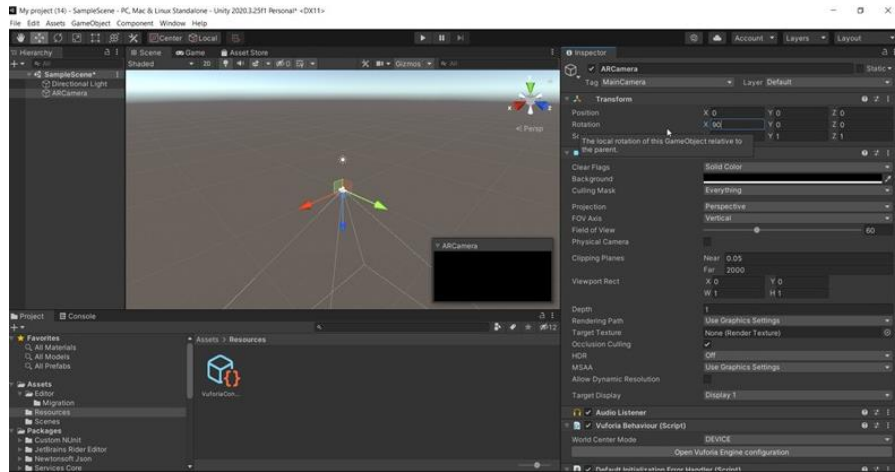 My project (14) - SampleScene - PC, Mac & Linux Standalone - Unity 2020.3.25f1 Personal* <DX11>
File Edit Assets GameObject Component Window Help
Center Local Account Layers Layout
Hierarchy
All
SampleScene*
Directional Light
ARCamera
Scene Game Asset Store
Shaded 2D Gizmos All
Persp
ARCamera
Inspector
ARCamera Static
Tag MainCamera Layer Default
Transform
Position X 0 Y 0 Z 0
Rotation X 90 Y 0 Z 0
Y 1 Z 1
The local rotation of this GameObject relative to
the parent.
Clear Flags Solid Color
Background
Culling Mask Everything
Projection Perspective
FOV Axis Vertical
Field of View 60
Physical Camera
Clipping Planes Near 0.05
Far 2000
Viewport Rect X 0 Y 0
W 1 H 1
Depth 1
Rendering Path Use Graphics Settings
Target Texture None (Render Texture)
Occlusion Culling
HDR Off
MSAA Use Graphics Settings
Allow Dynamic Resolution
Target Display Display 1
Audio Listener
Vuforia Behaviour (Script)
World Center Mode DEVICE
Open Vuforia Engine configuration
Default Initialization Error Handler (Script)
Project Console
12
Favorites
All Materials
All Models
All Prefabs
Assets
Editor
Migration
Resources
Scenes
Packages
Custom NUnit
JetBrains Rider Editor
Newtonsoft Json
Services Core
Assets > Resources
VuforiaCon...